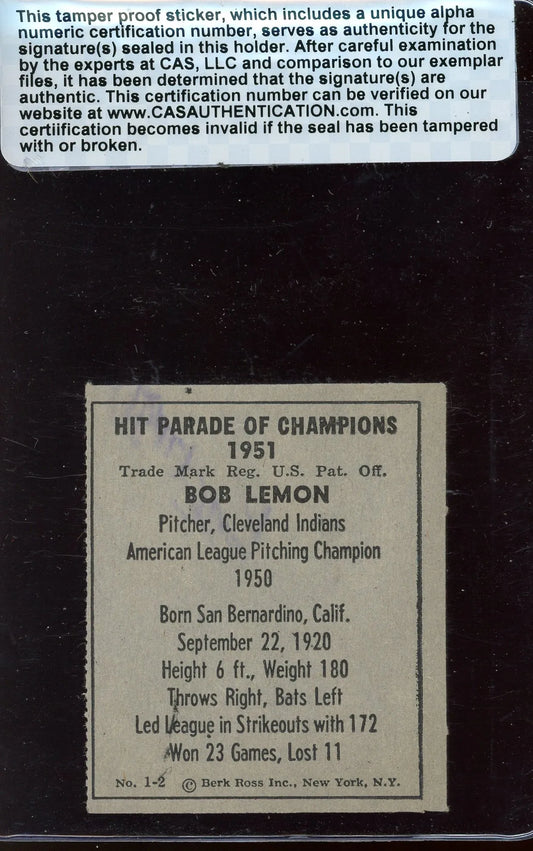 This tamper proof sticker, which includes a unique alpha
numeric certification number, serves as authenticity for the
signature(s) sealed in this holder. After careful examination
by the experts at CAS, LLC and comparison to our exemplar
files, it has been determined that the signature(s) are
authentic. This certification number can be verified on our
website at www.CASAUTHENTICATION.com. This
certiification becomes invalid if the seal has been tampered
with or broken.
HIT PARADE OF CHAMPIONS
1951
Trade Mark Reg. U.S. Pat. Off.
BOB LEMON
Pitcher, Cleveland Indians
American League Pitching Champion
1950
Born San Bernardino, Calif.
September 22, 1920
Height 6 ft., Weight 180
Throws Right, Bats Left
Led League in Strikeouts with 172
Won 23 Games, Lost 11
No. 1-2 © Berk Ross Inc., New York, N.Y.